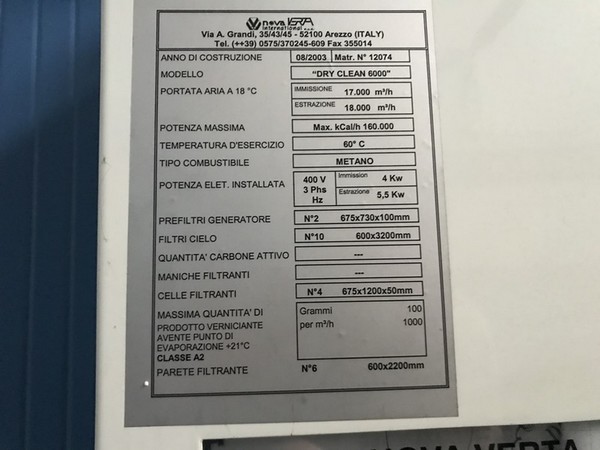 nova VERTA
international s.r.l.
Via A. Grandi, 35/43/45 - 52100 Arezzo (ITALY)
Tel. (++39) 0575/370245-609 Fax 355014
ANNO DI COSTRUZIONE 08/2003 Matr. N° 12074
MODELLO "DRY CLEAN 6000"
PORTATA ARIA A 18 °C IMMISSIONE 17.000 m³/h
ESTRAZIONE 18.000 m³/h
POTENZA MASSIMA Max. kCal/h 160.000
TEMPERATURA D'ESERCIZIO 60° C
TIPO COMBUSTIBILE METANO
POTENZA ELET. INSTALLATA 400 V 3 Phs Hz Immission 4 Kw
Estrazione 5,5 Kw
PREFILTRI GENERATORE N°2 675x730x100mm
FILTRI CIELO N°10 600x3200mm
QUANTITA' CARBONE ATTIVO ---
MANICHE FILTRANTI ---
CELLE FILTRANTI N°4 675x1200x50mm
MASSIMA QUANTITA' DI Grammi 100
PRODOTTO VERNICIANTE per m³/h 1000
AVENTE PUNTO DI
EVAPORAZIONE +21°C
CLASSE A2
PARETE FILTRANTE N°6 600x2200mm
NOVA VERTA